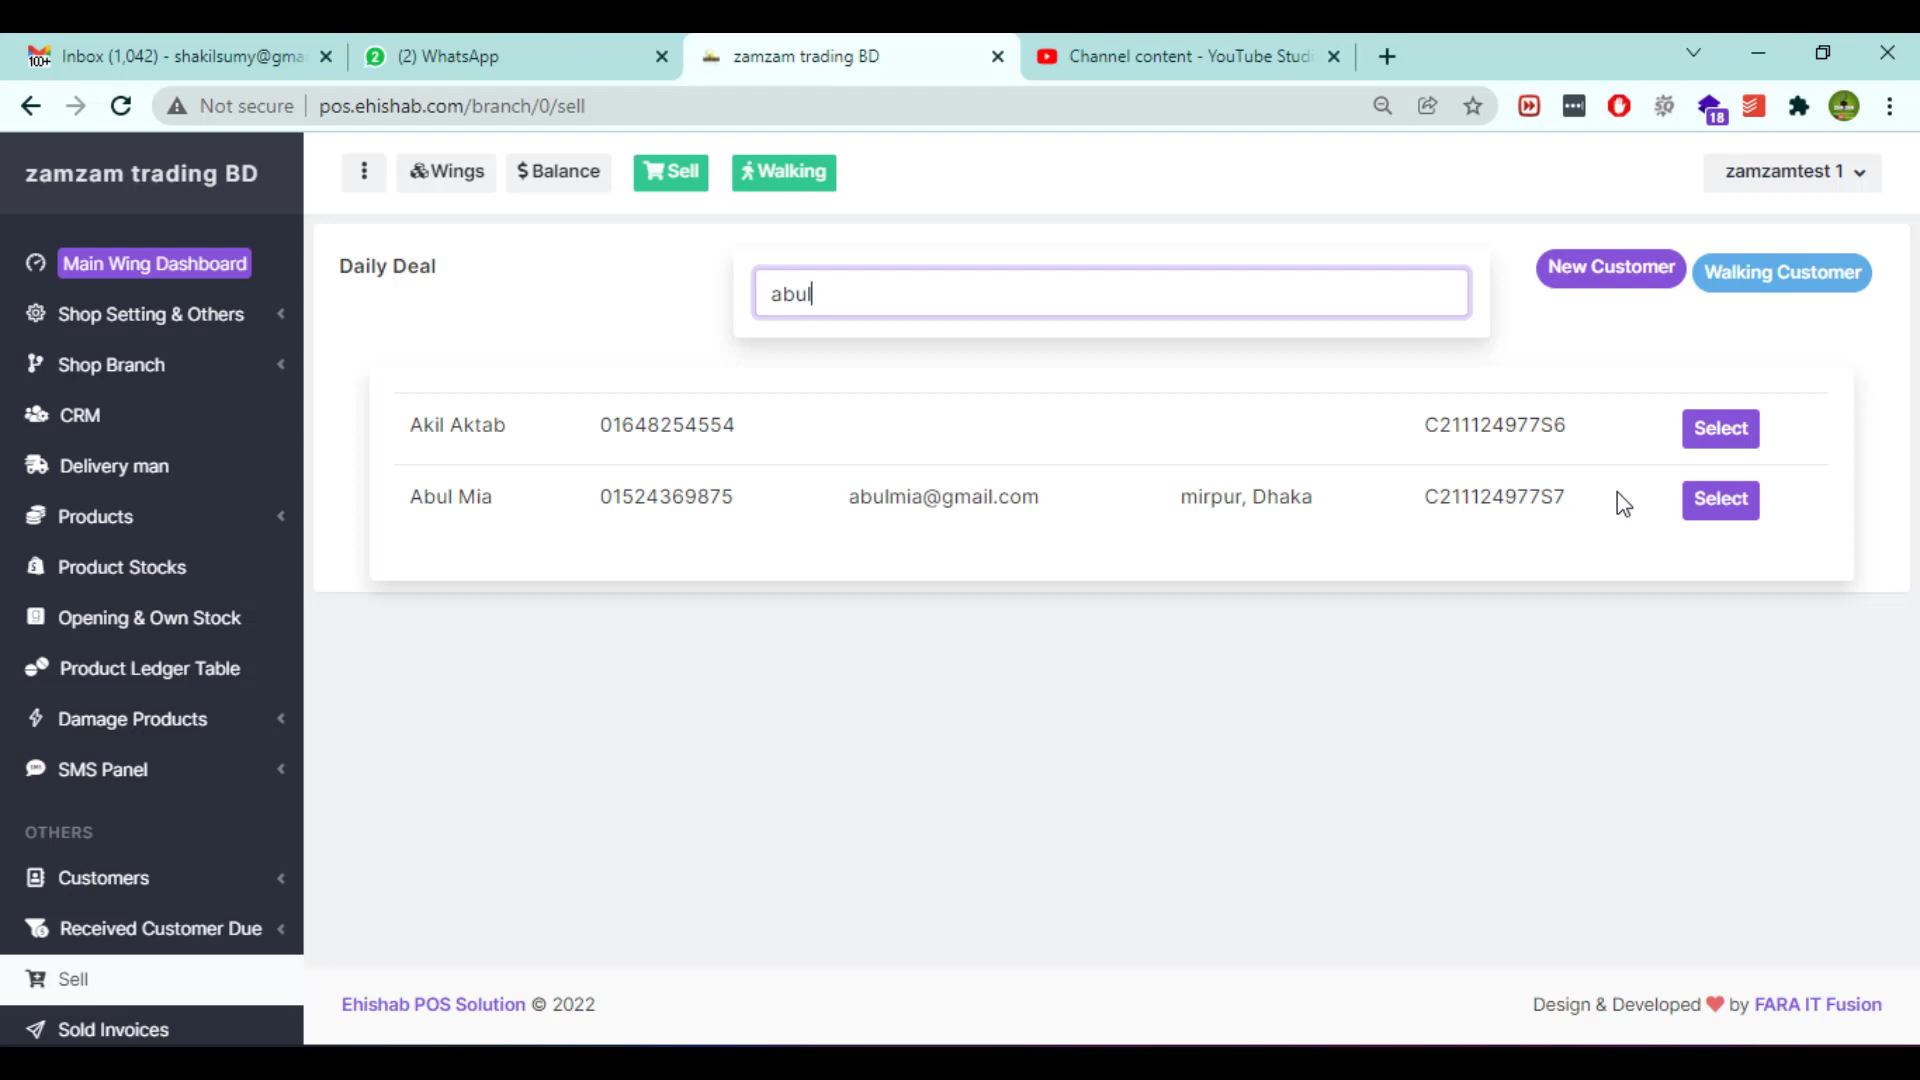 Inbox (1,042) - shakilsumy@gma
(2) WhatsApp
zamzam trading BD
Channel content - YouTube Studi
100+
2
Not secure
pos.ehishab.com/branch/0/sell
18
zamzam trading BD
Wings
$ Balance
Sell
Walking
zamzamtest 1
Main Wing Dashboard
Shop Setting & Others
Shop Branch
CRM
Delivery man
Products
Product Stocks
Opening & Own Stock
Product Ledger Table
Damage Products
SMS Panel
OTHERS
Customers
Received Customer Due
Sell
Sold Invoices
Daily Deal
abul
New Customer
Walking Customer
Akil Aktab 01648254554 C211124977S6 Select
Abul Mia 01524369875 abulmia@gmail.com mirpur, Dhaka C211124977S7 Select
Ehishab POS Solution © 2022
Design & Developed ❤ by FARA IT Fusion